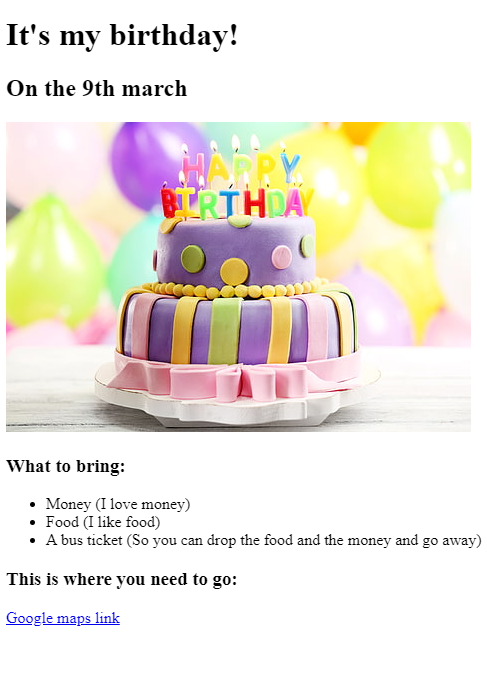 It's my birthday!
On the 9th march
HAPPY
BIRTHDAY
What to bring:
Money (I love money)
Food (I like food)
A bus ticket (So you can drop the food and the money and go away)
This is where you need to go:
Google maps link